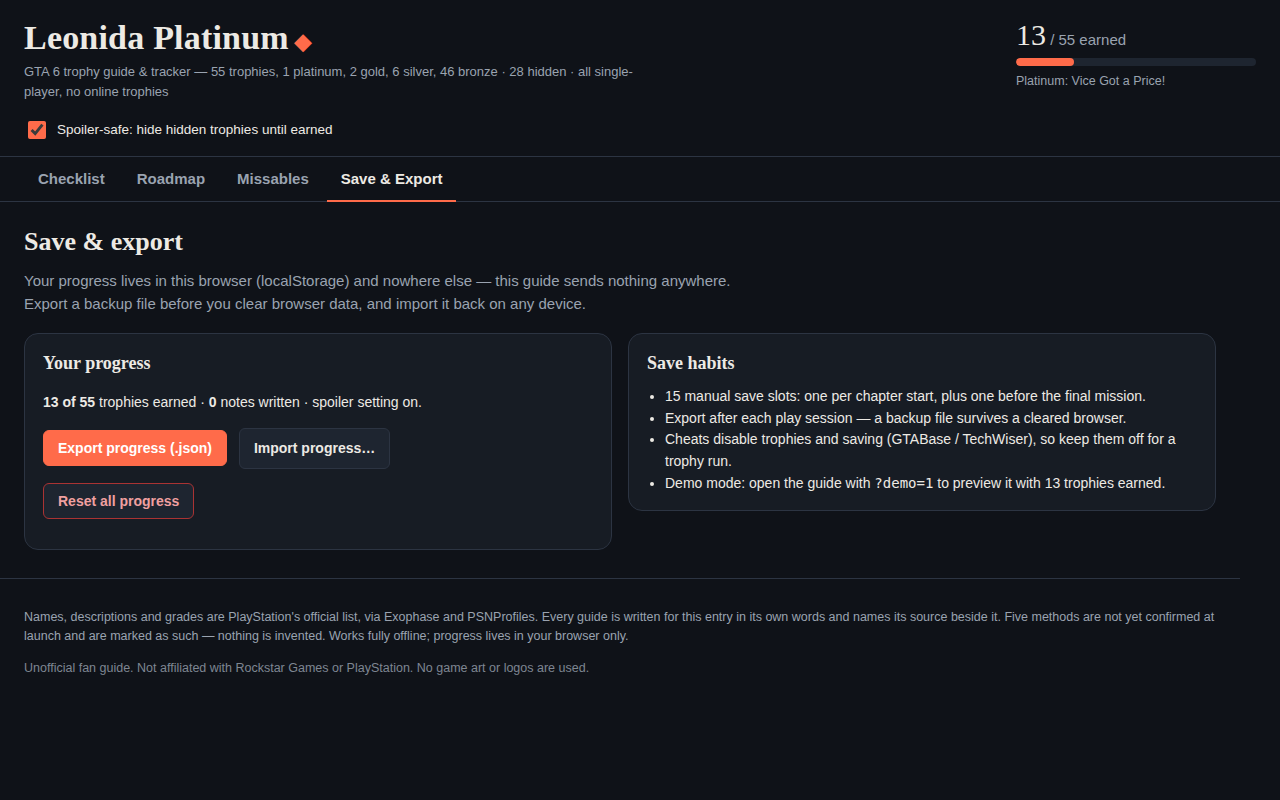 Leonida Platinum
GTA 6 trophy guide & tracker — 55 trophies, 1 platinum, 2 gold, 6 silver, 46 bronze · 28 hidden · all single-
player, no online trophies
13 / 55 earned
Platinum: Vice Got a Price!
Spoiler-safe: hide hidden trophies until earned
Checklist Roadmap Missables Save & Export
Save & export
Your progress lives in this browser (localStorage) and nowhere else — this guide sends nothing anywhere.
Export a backup file before you clear browser data, and import it back on any device.
Your progress
13 of 55 trophies earned · 0 notes written · spoiler setting on.
Export progress (.json) Import progress…
Reset all progress
Save habits
• 15 manual save slots: one per chapter start, plus one before the final mission.
• Export after each play session — a backup file survives a cleared browser.
• Cheats disable trophies and saving (GTABase / TechWiser), so keep them off for a
trophy run.
• Demo mode: open the guide with ?demo=1 to preview it with 13 trophies earned.
Names, descriptions and grades are PlayStation's official list, via Exophase and PSNProfiles. Every guide is written for this entry in its own words and names its source beside it. Five methods are not yet confirmed at
launch and are marked as such — nothing is invented. Works fully offline; progress lives in your browser only.
Unofficial fan guide. Not affiliated with Rockstar Games or PlayStation. No game art or logos are used.